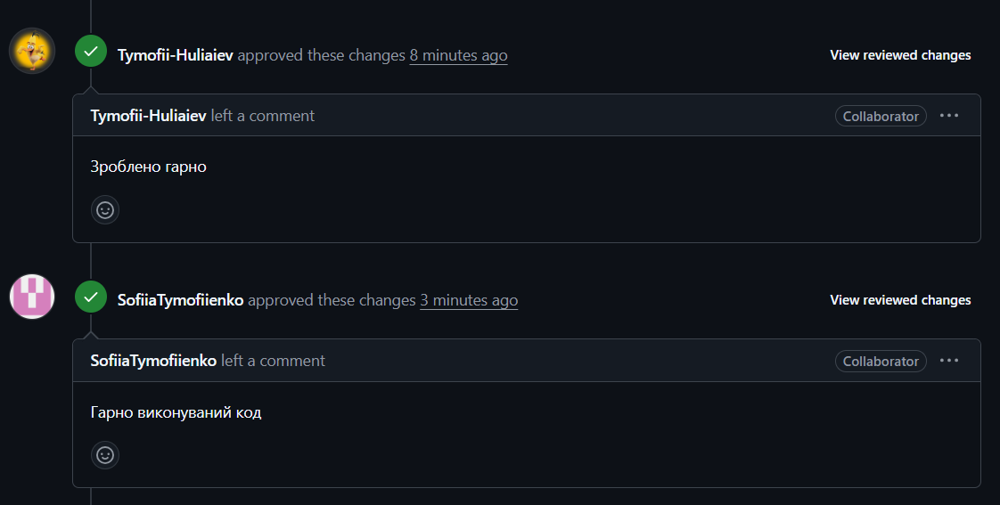 Tymofii-Huliaiev approved these changes 8 minutes ago View reviewed changes
Tymofii-Huliaiev left a comment Collaborator
Зроблено гарно
SofiiaTymofiienko approved these changes 3 minutes ago View reviewed changes
SofiiaTymofiienko left a comment Collaborator
Гарно виконуваний код